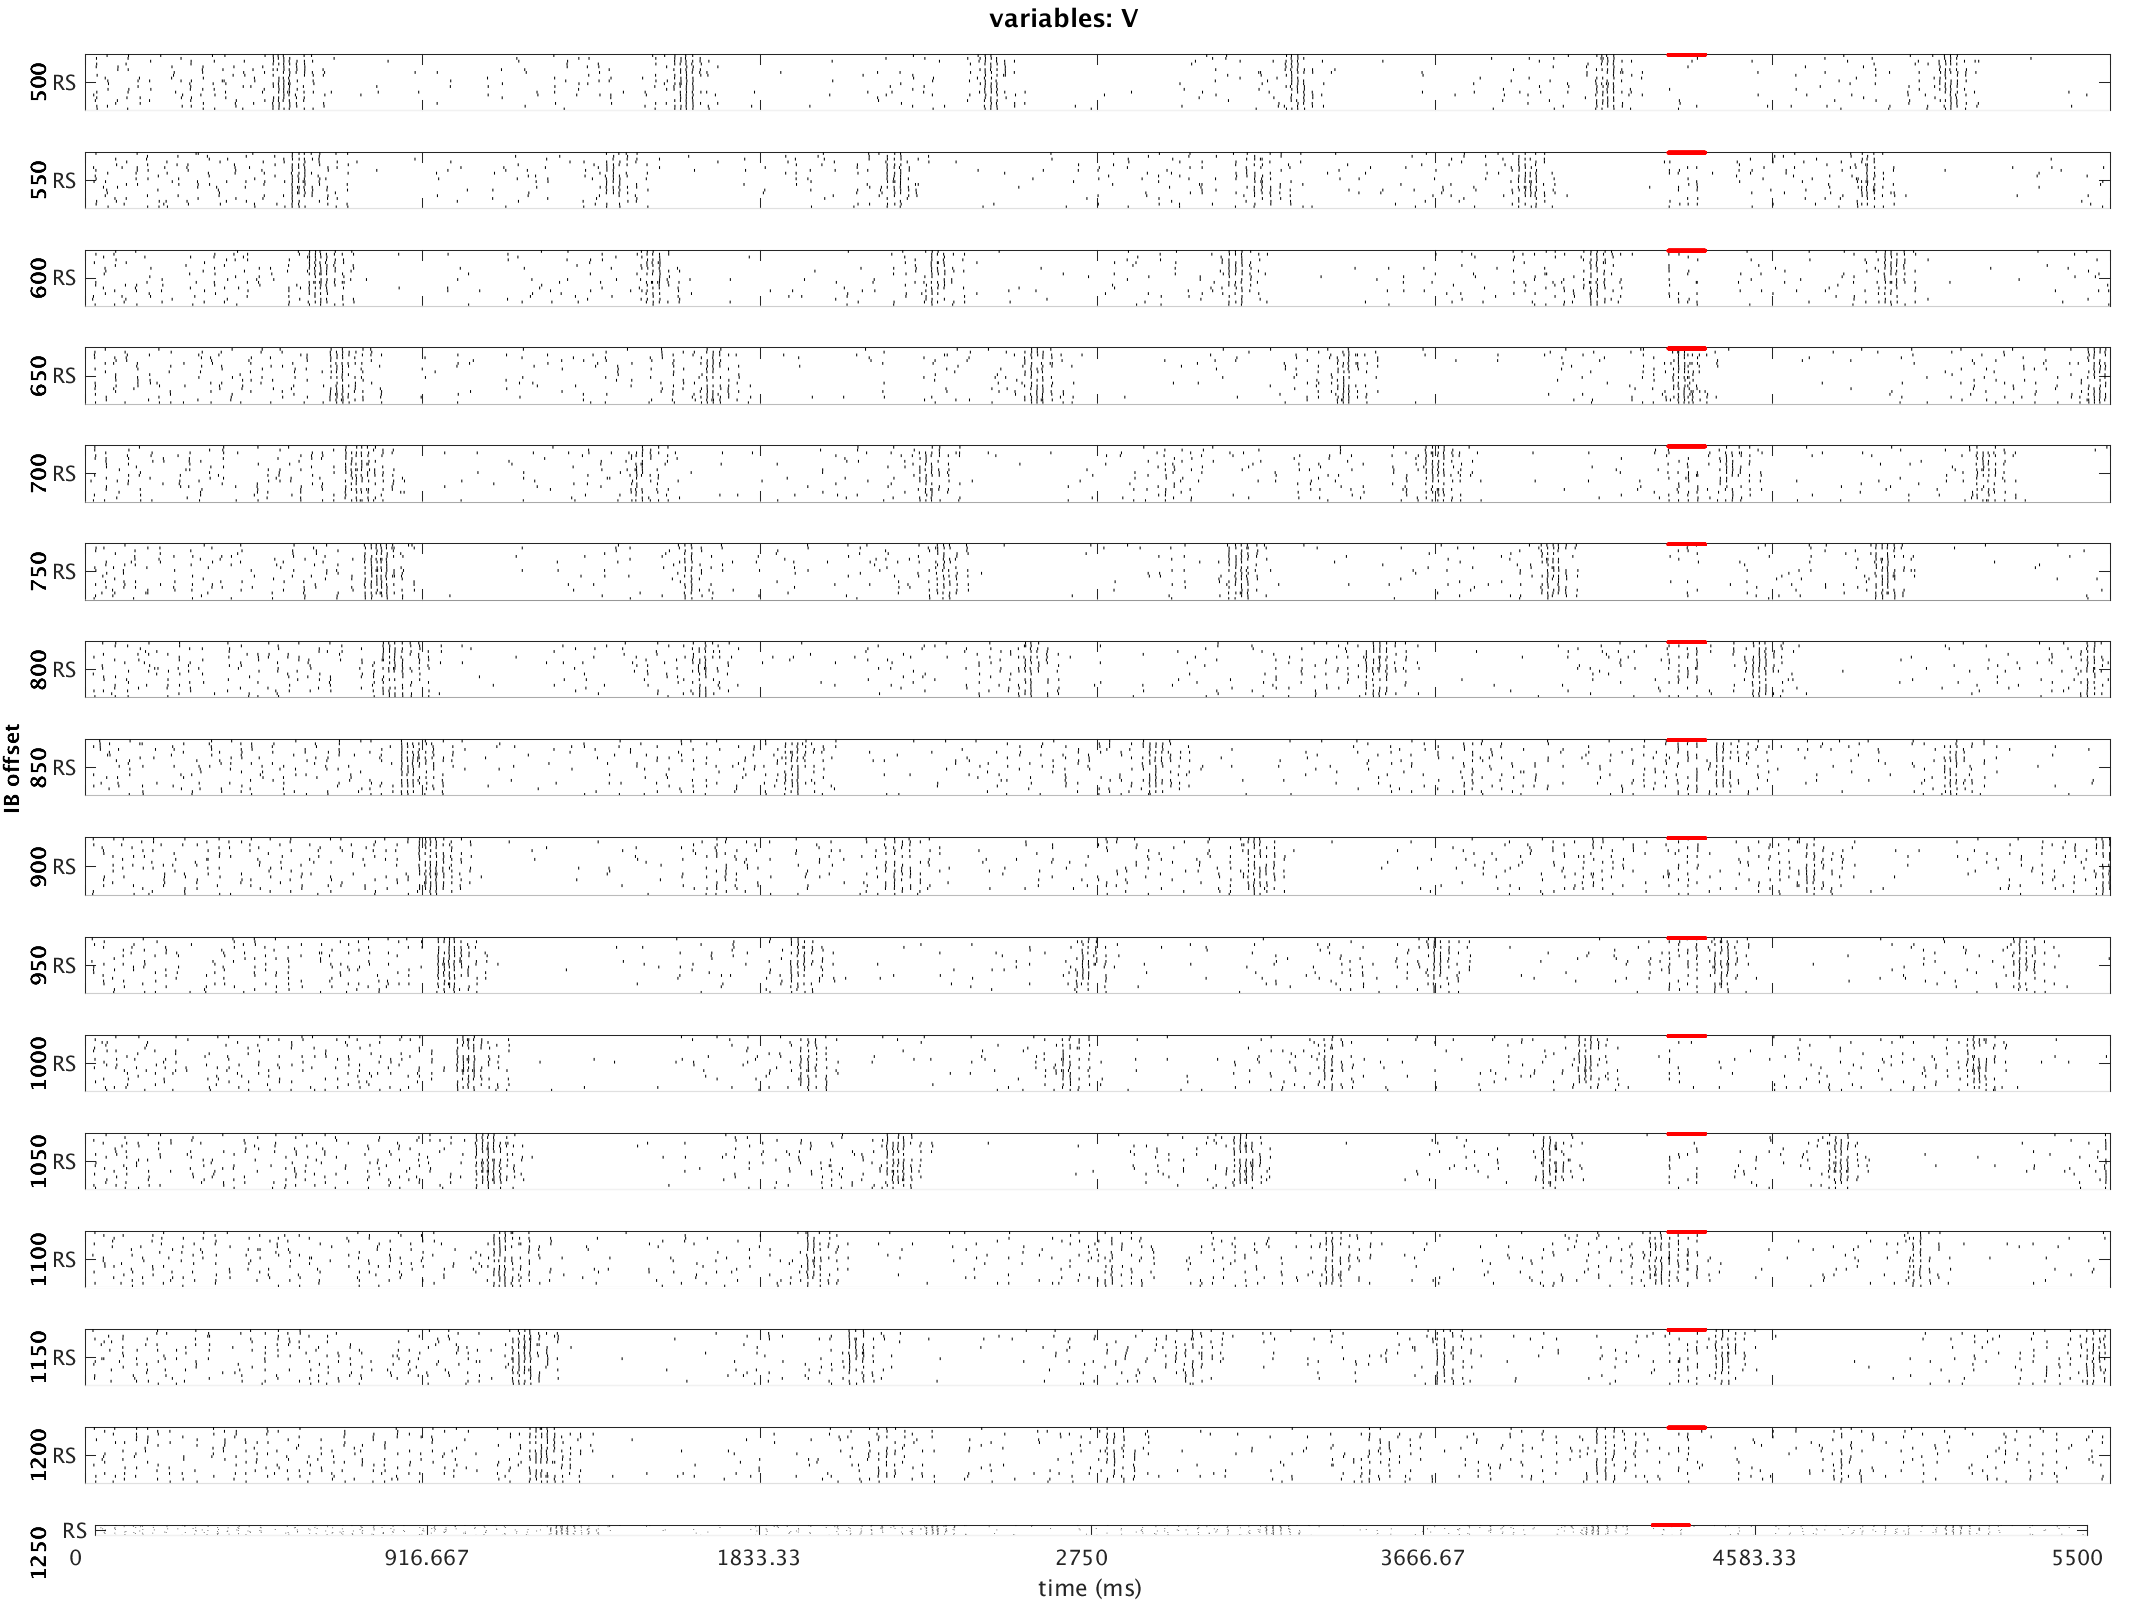 variables: V
500 RS
550 RS
600 RS
650 RS
700 RS
750 RS
800 RS
850 RS
IB offset
900 RS
950 RS
1000 RS
1050 RS
1100 RS
1150 RS
1200 RS
1250 RS
0 916.667 1833.33 2750 3666.67 4583.33 5500
time (ms)